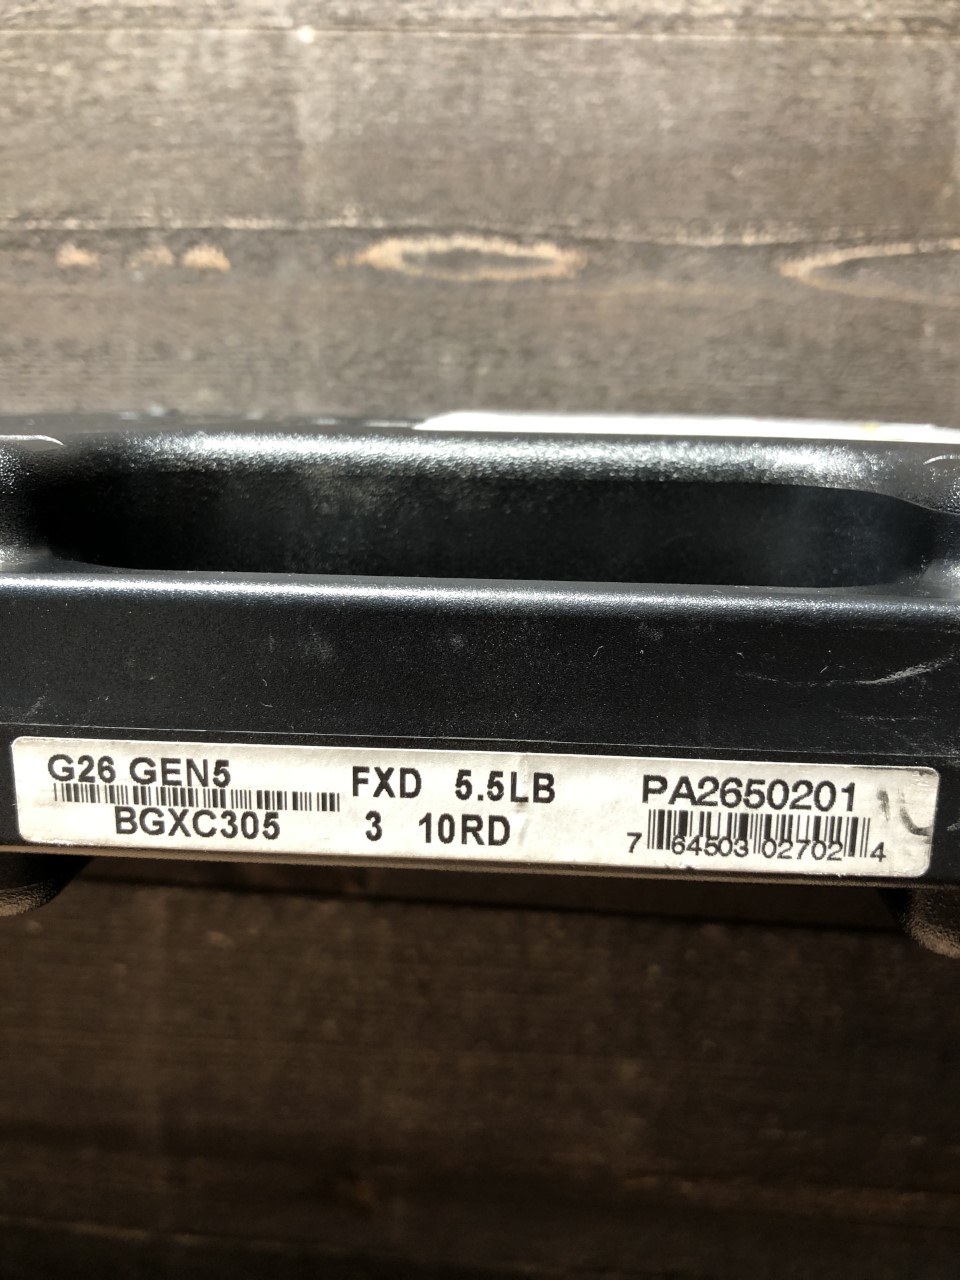 G26 GEN5 FXD 5.5LB PA2650201
BGXC305 3 10RD 7 64503 02702 4